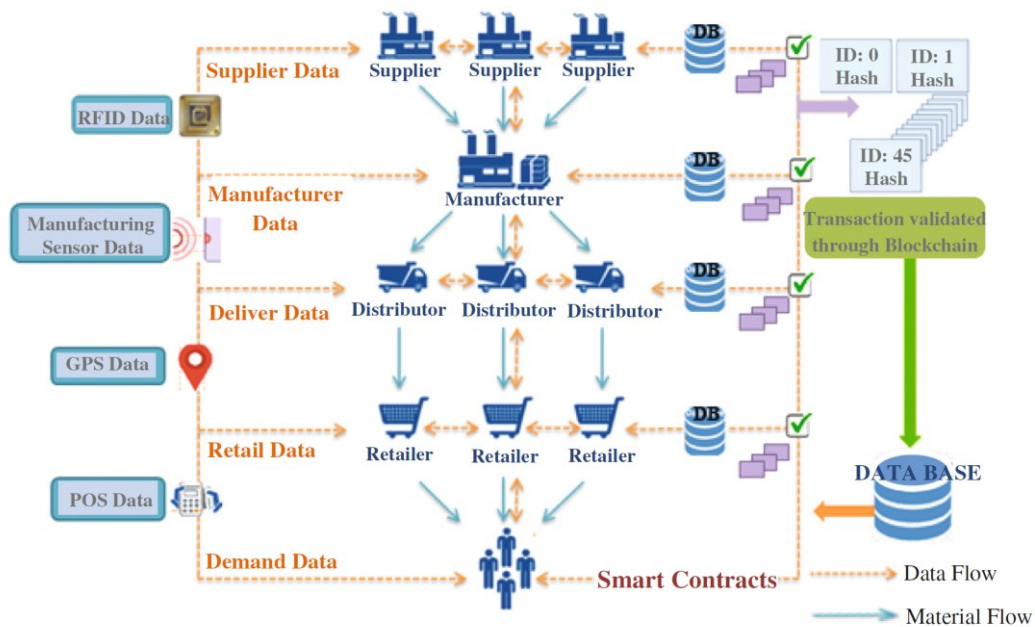 DB
ID: 0
Hash
ID: 1
Hash
Supplier
Supplier
Supplier
Supplier Data
RFID Data
ID: 45
Hash
DB
Manufacturer
Data
Manufacturer
Manufacturing
Sensor Data
Transaction validated
through Blockchain
DB
Deliver Data
Distributor
Distributor
Distributor
GPS Data
DB
Retail Data
Retailer
Retailer
Retailer
DATA BASE
POS Data
Demand Data
Smart Contracts
Data Flow
Material Flow